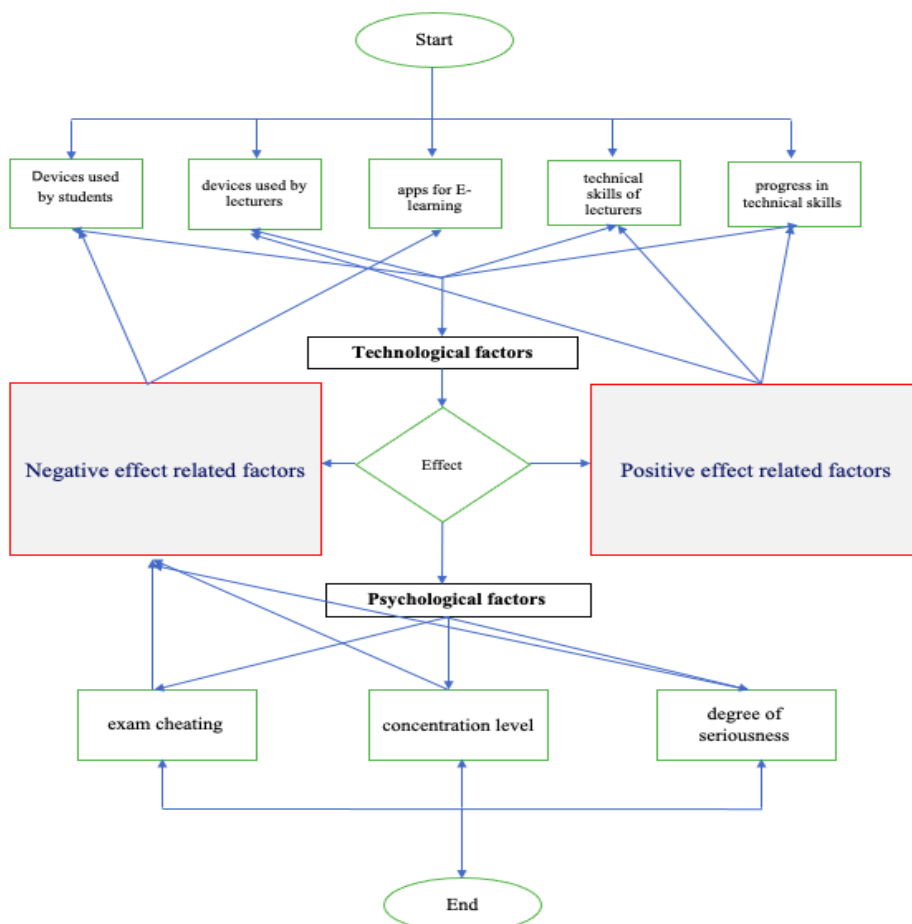 Start
Devices used
by students
devices used by
lecturers
apps for E-
learning
technical
skills of
lecturers
progress in
technical skills
Technological factors
Negative effect related factors
Effect
Positive effect related factors
Psychological factors
exam cheating
concentration level
degree of
seriousness
End